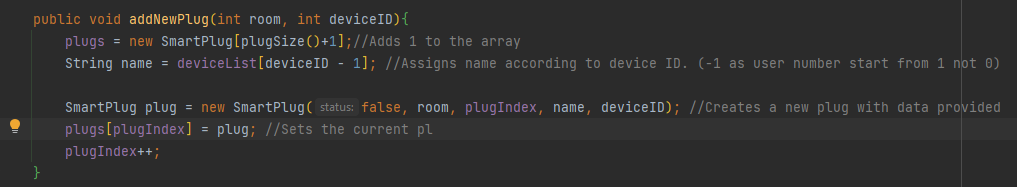 public void addNewPlug(int room, int deviceID){
plugs = new SmartPlug[plugSize()+1];//Adds 1 to the array
String name = deviceList[deviceID - 1]; //Assigns name according to device ID. (-1 as user number start from 1 not 0)
SmartPlug plug = new SmartPlug( status: false, room, plugIndex, name, deviceID); //Creates a new plug with data provided
plugs[plugIndex] = plug; //Sets the current pl
plugIndex++;
}